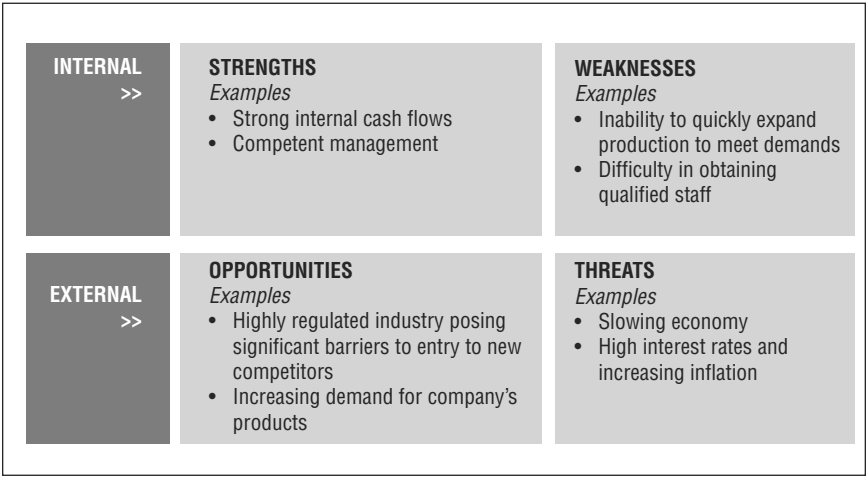 INTERNAL
>>
STRENGTHS
Examples
• Strong internal cash flows
• Competent management
WEAKNESSES
Examples
• Inability to quickly expand
production to meet demands
• Difficulty in obtaining
qualified staff
EXTERNAL
>>
OPPORTUNITIES
Examples
• Highly regulated industry posing
significant barriers to entry to new
competitors
• Increasing demand for company’s
products
THREATS
Examples
• Slowing economy
• High interest rates and
increasing inflation